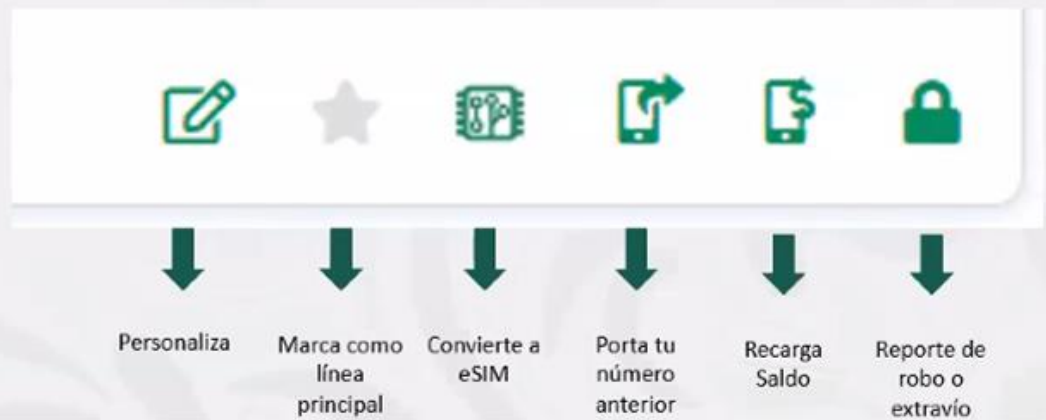 Personaliza
Marca como
línea
principal
Convierte a
eSIM
Porta tu
número
anterior
Recarga
Saldo
Reporte de
robo o
extravío